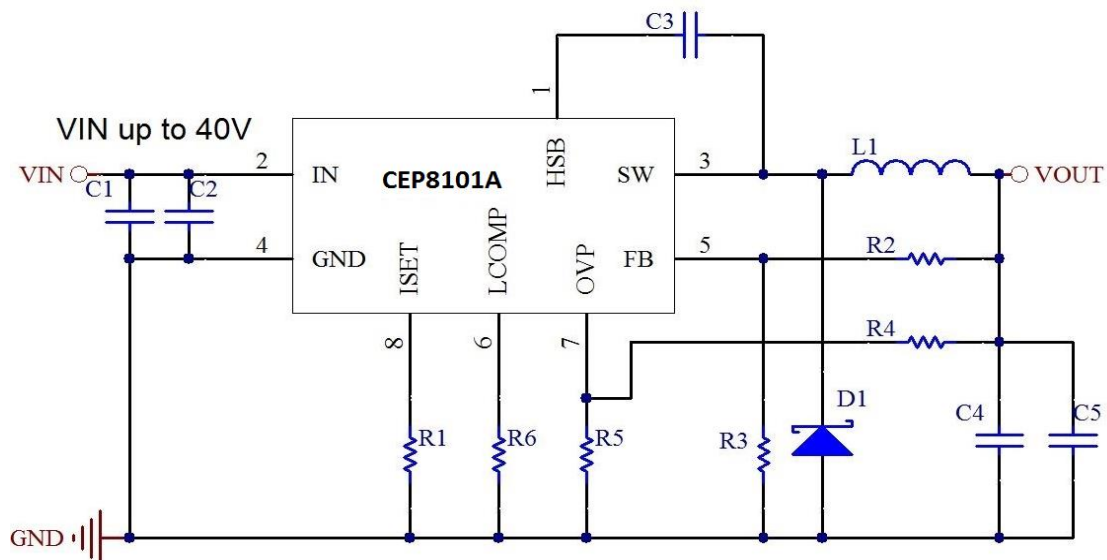 C3
1
VIN up to 40V
VIN
C1
C2
2
IN
CEP8101A
HSB
SW
3
L1
VOUT
4
GND
ISET
LCOMP
OVP
FB
5
R2
8
6
7
R4
R1
R6
R5
R3
D1
C4
C5
GND